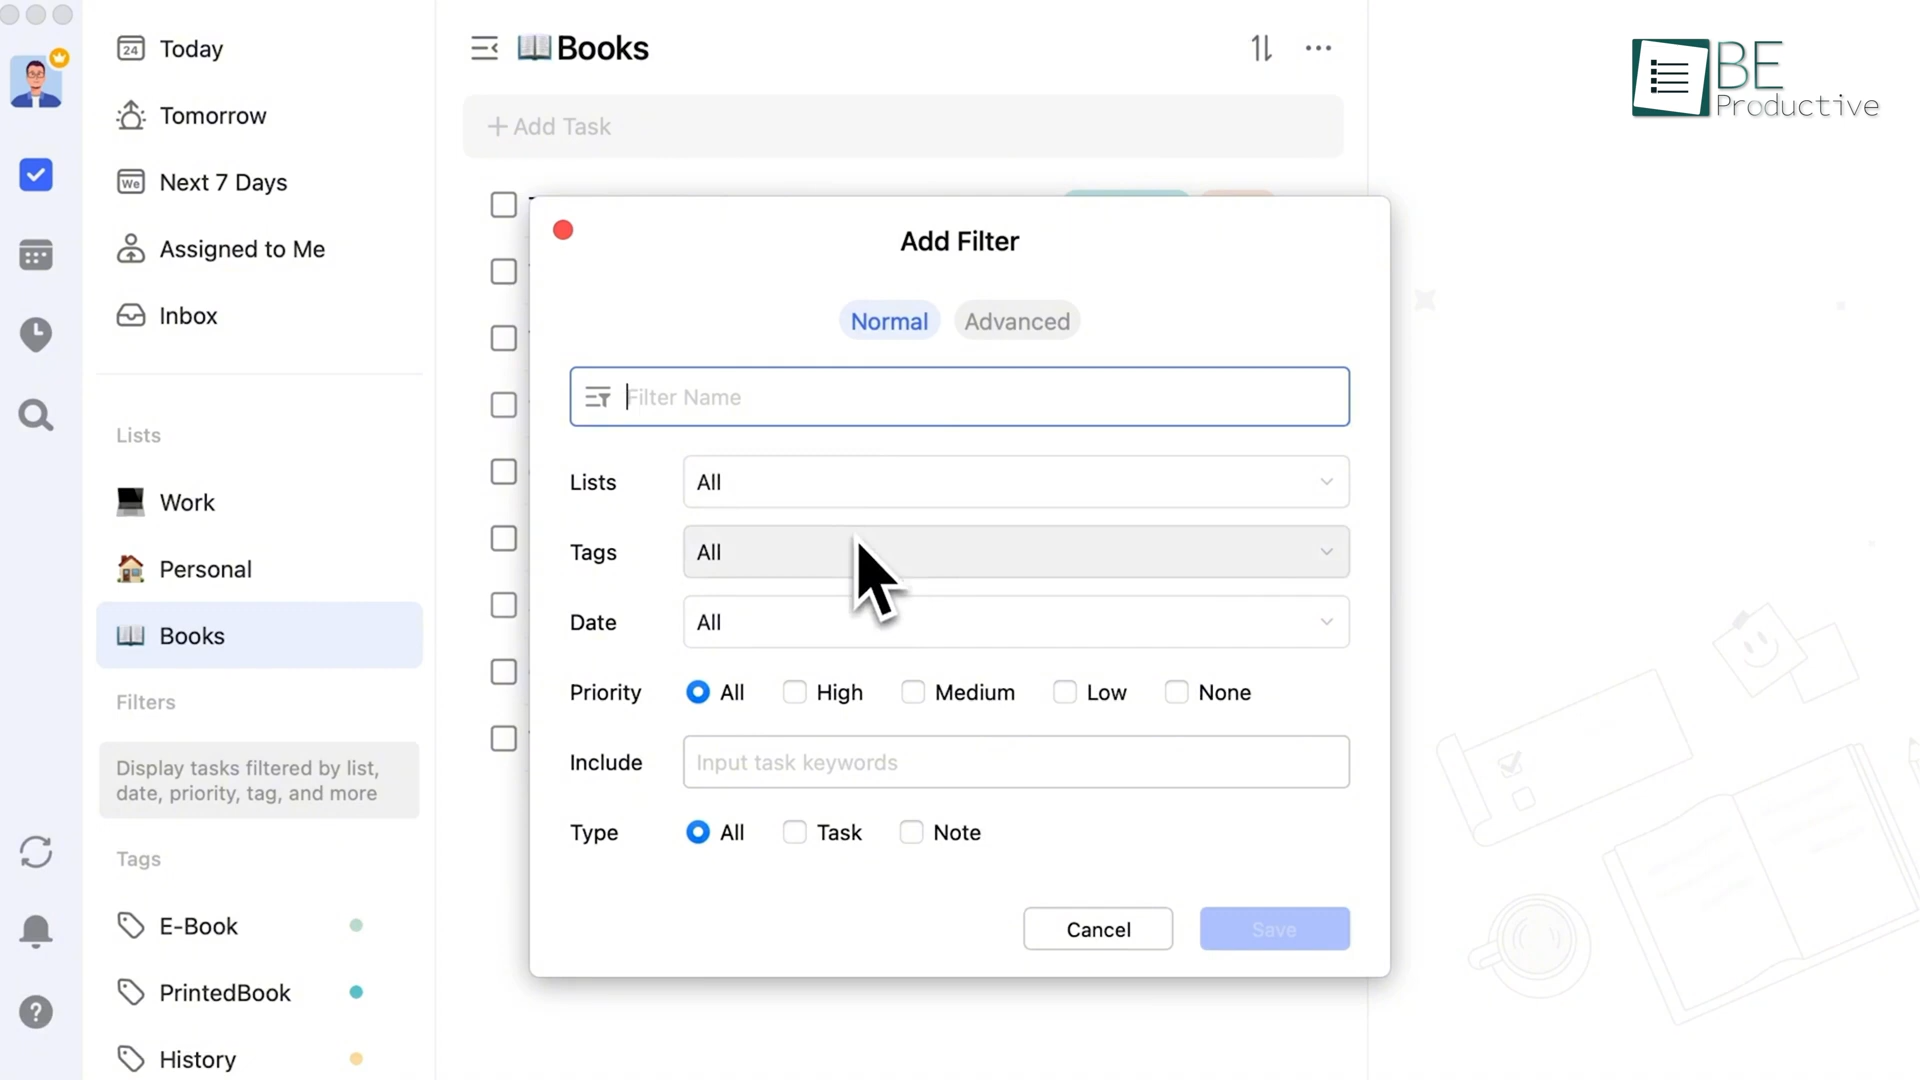 24 Today
Tomorrow
We Next 7 Days
Assigned to Me
Inbox
Lists
Work
Personal
Books
Filters
Display tasks filtered by list,
date, priority, tag, and more
Tags
E-Book
PrintedBook
History
?
Books
+ Add Task
Add Filter
Normal Advanced
Filter Name
Lists All
Tags All
Date All
Priority All High Medium Low None
Include Input task keywords
Type All Task Note
Cancel Save
BE
Productive